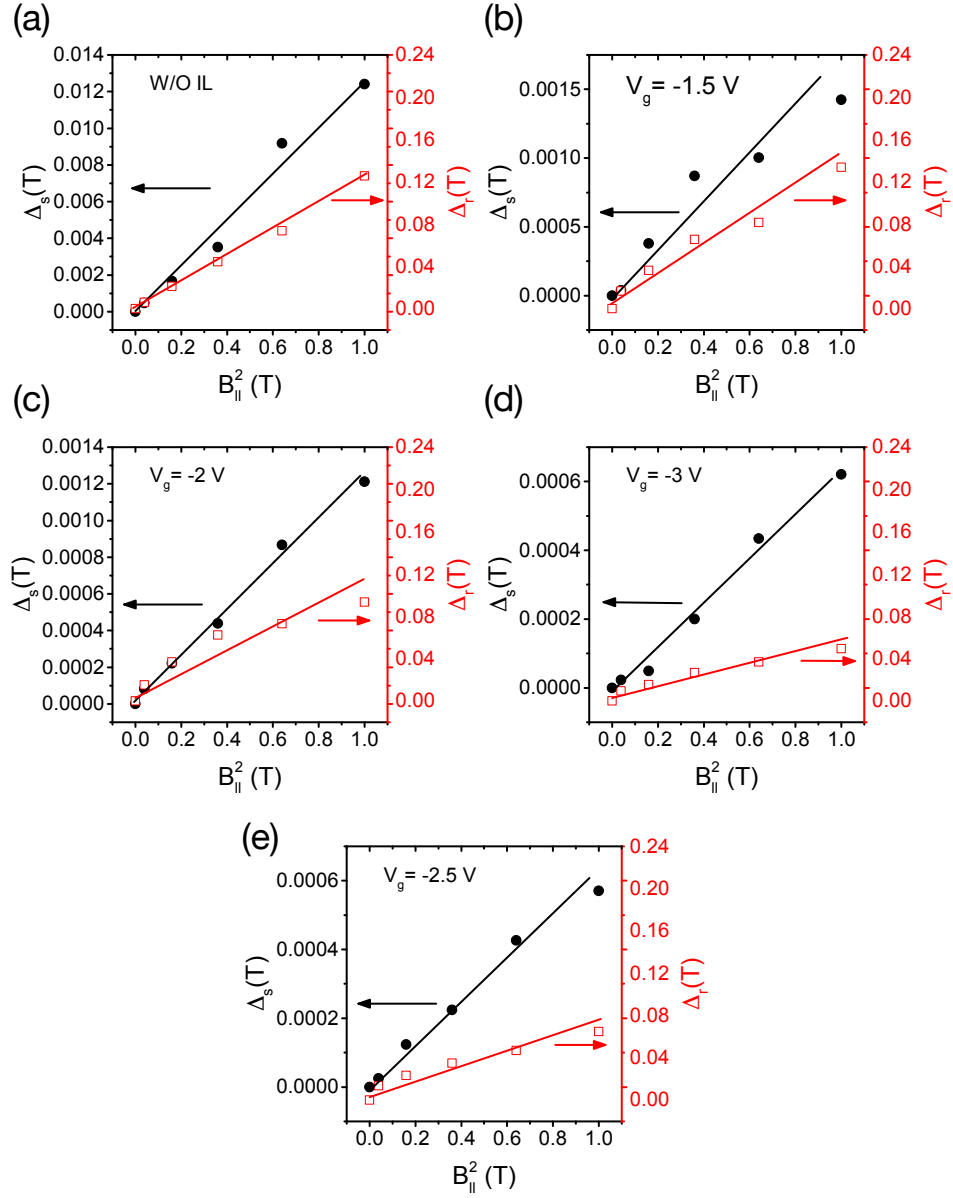 (a)
W/O IL
0.014
0.012
0.010
0.008
0.006
0.004
0.002
0.000
Δs(T)
0.24
0.20
0.16
0.12
0.08
0.04
0.00
Δr(T)
0.0 0.2 0.4 0.6 0.8 1.0
B||² (T)
(b)
Vg= -1.5 V
0.0015
0.0010
0.0005
0.0000
Δs(T)
0.24
0.20
0.16
0.12
0.08
0.04
0.00
Δr(T)
0.0 0.2 0.4 0.6 0.8 1.0
B||² (T)
(c)
Vg= -2 V
0.0014
0.0012
0.0010
0.0008
0.0006
0.0004
0.0002
0.0000
Δs(T)
0.24
0.20
0.16
0.12
0.08
0.04
0.00
Δr(T)
0.0 0.2 0.4 0.6 0.8 1.0
B||² (T)
(d)
Vg= -3 V
0.0006
0.0004
0.0002
0.0000
Δs(T)
0.24
0.20
0.16
0.12
0.08
0.04
0.00
Δr(T)
0.0 0.2 0.4 0.6 0.8 1.0
B||² (T)
(e)
Vg= -2.5 V
0.0006
0.0004
0.0002
0.0000
Δs(T)
0.24
0.20
0.16
0.12
0.08
0.04
0.00
Δr(T)
0.0 0.2 0.4 0.6 0.8 1.0
B||² (T)